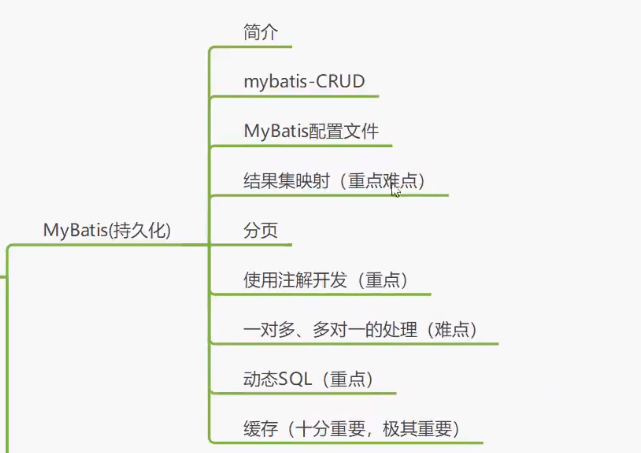 简介
mybatis-CRUD
MyBatis配置文件
结果集映射（重点难点）
MyBatis(持久化)
分页
使用注解开发（重点）
一对多、多对一的处理（难点）
动态SQL（重点）
缓存（十分重要，极其重要）